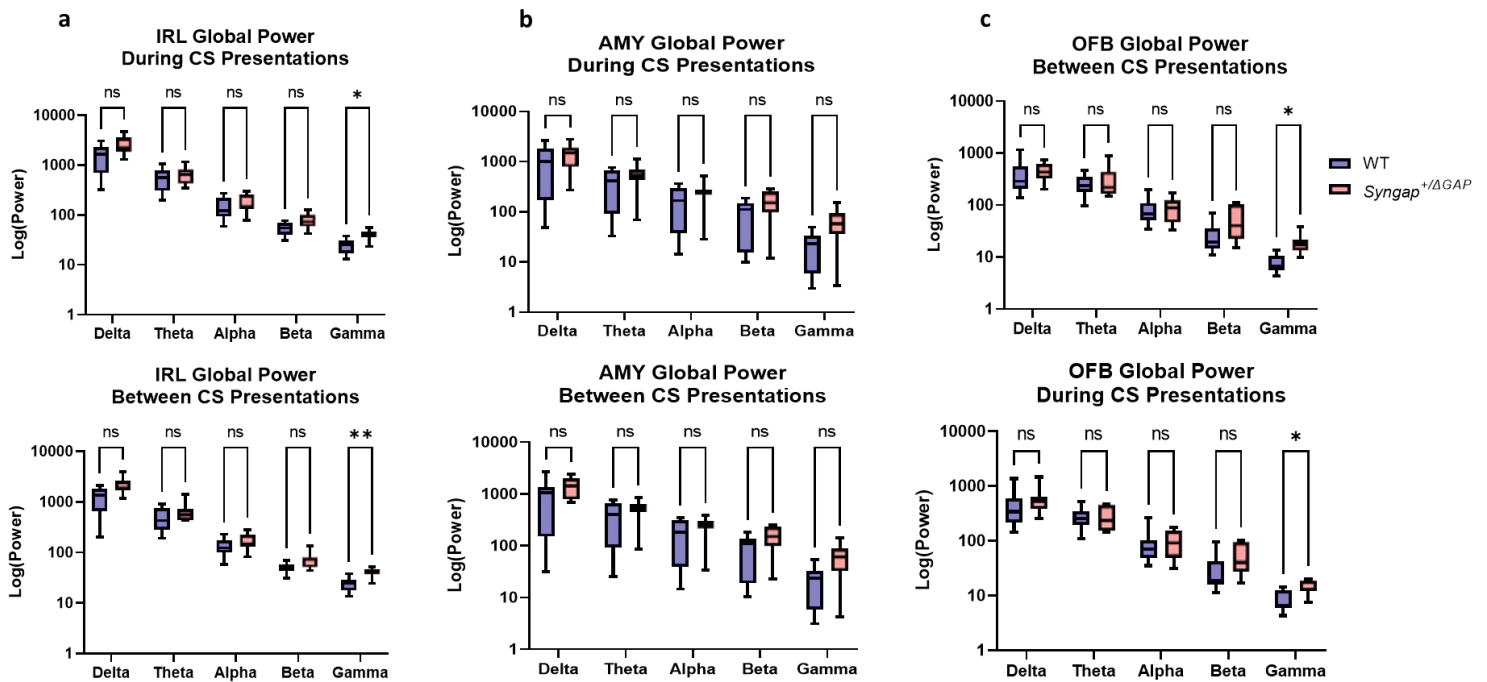 a
IRL Global Power
During CS Presentations
ns ns ns ns *
10000
1000
100
10
1
Log(Power)
Delta Theta Alpha Beta Gamma
IRL Global Power
Between CS Presentations
ns ns ns ns **
10000
1000
100
10
1
Log(Power)
Delta Theta Alpha Beta Gamma
b
AMY Global Power
During CS Presentations
ns ns ns ns ns
10000
1000
100
10
1
Log(Power)
Delta Theta Alpha Beta Gamma
AMY Global Power
Between CS Presentations
ns ns ns ns ns
10000
1000
100
10
1
Log(Power)
Delta Theta Alpha Beta Gamma
c
OFB Global Power
Between CS Presentations
ns ns ns ns *
10000
1000
100
10
1
Log(Power)
Delta Theta Alpha Beta Gamma
WT
Syngap+/ΔGAP
OFB Global Power
During CS Presentations
ns ns ns ns *
10000
1000
100
10
1
Log(Power)
Delta Theta Alpha Beta Gamma